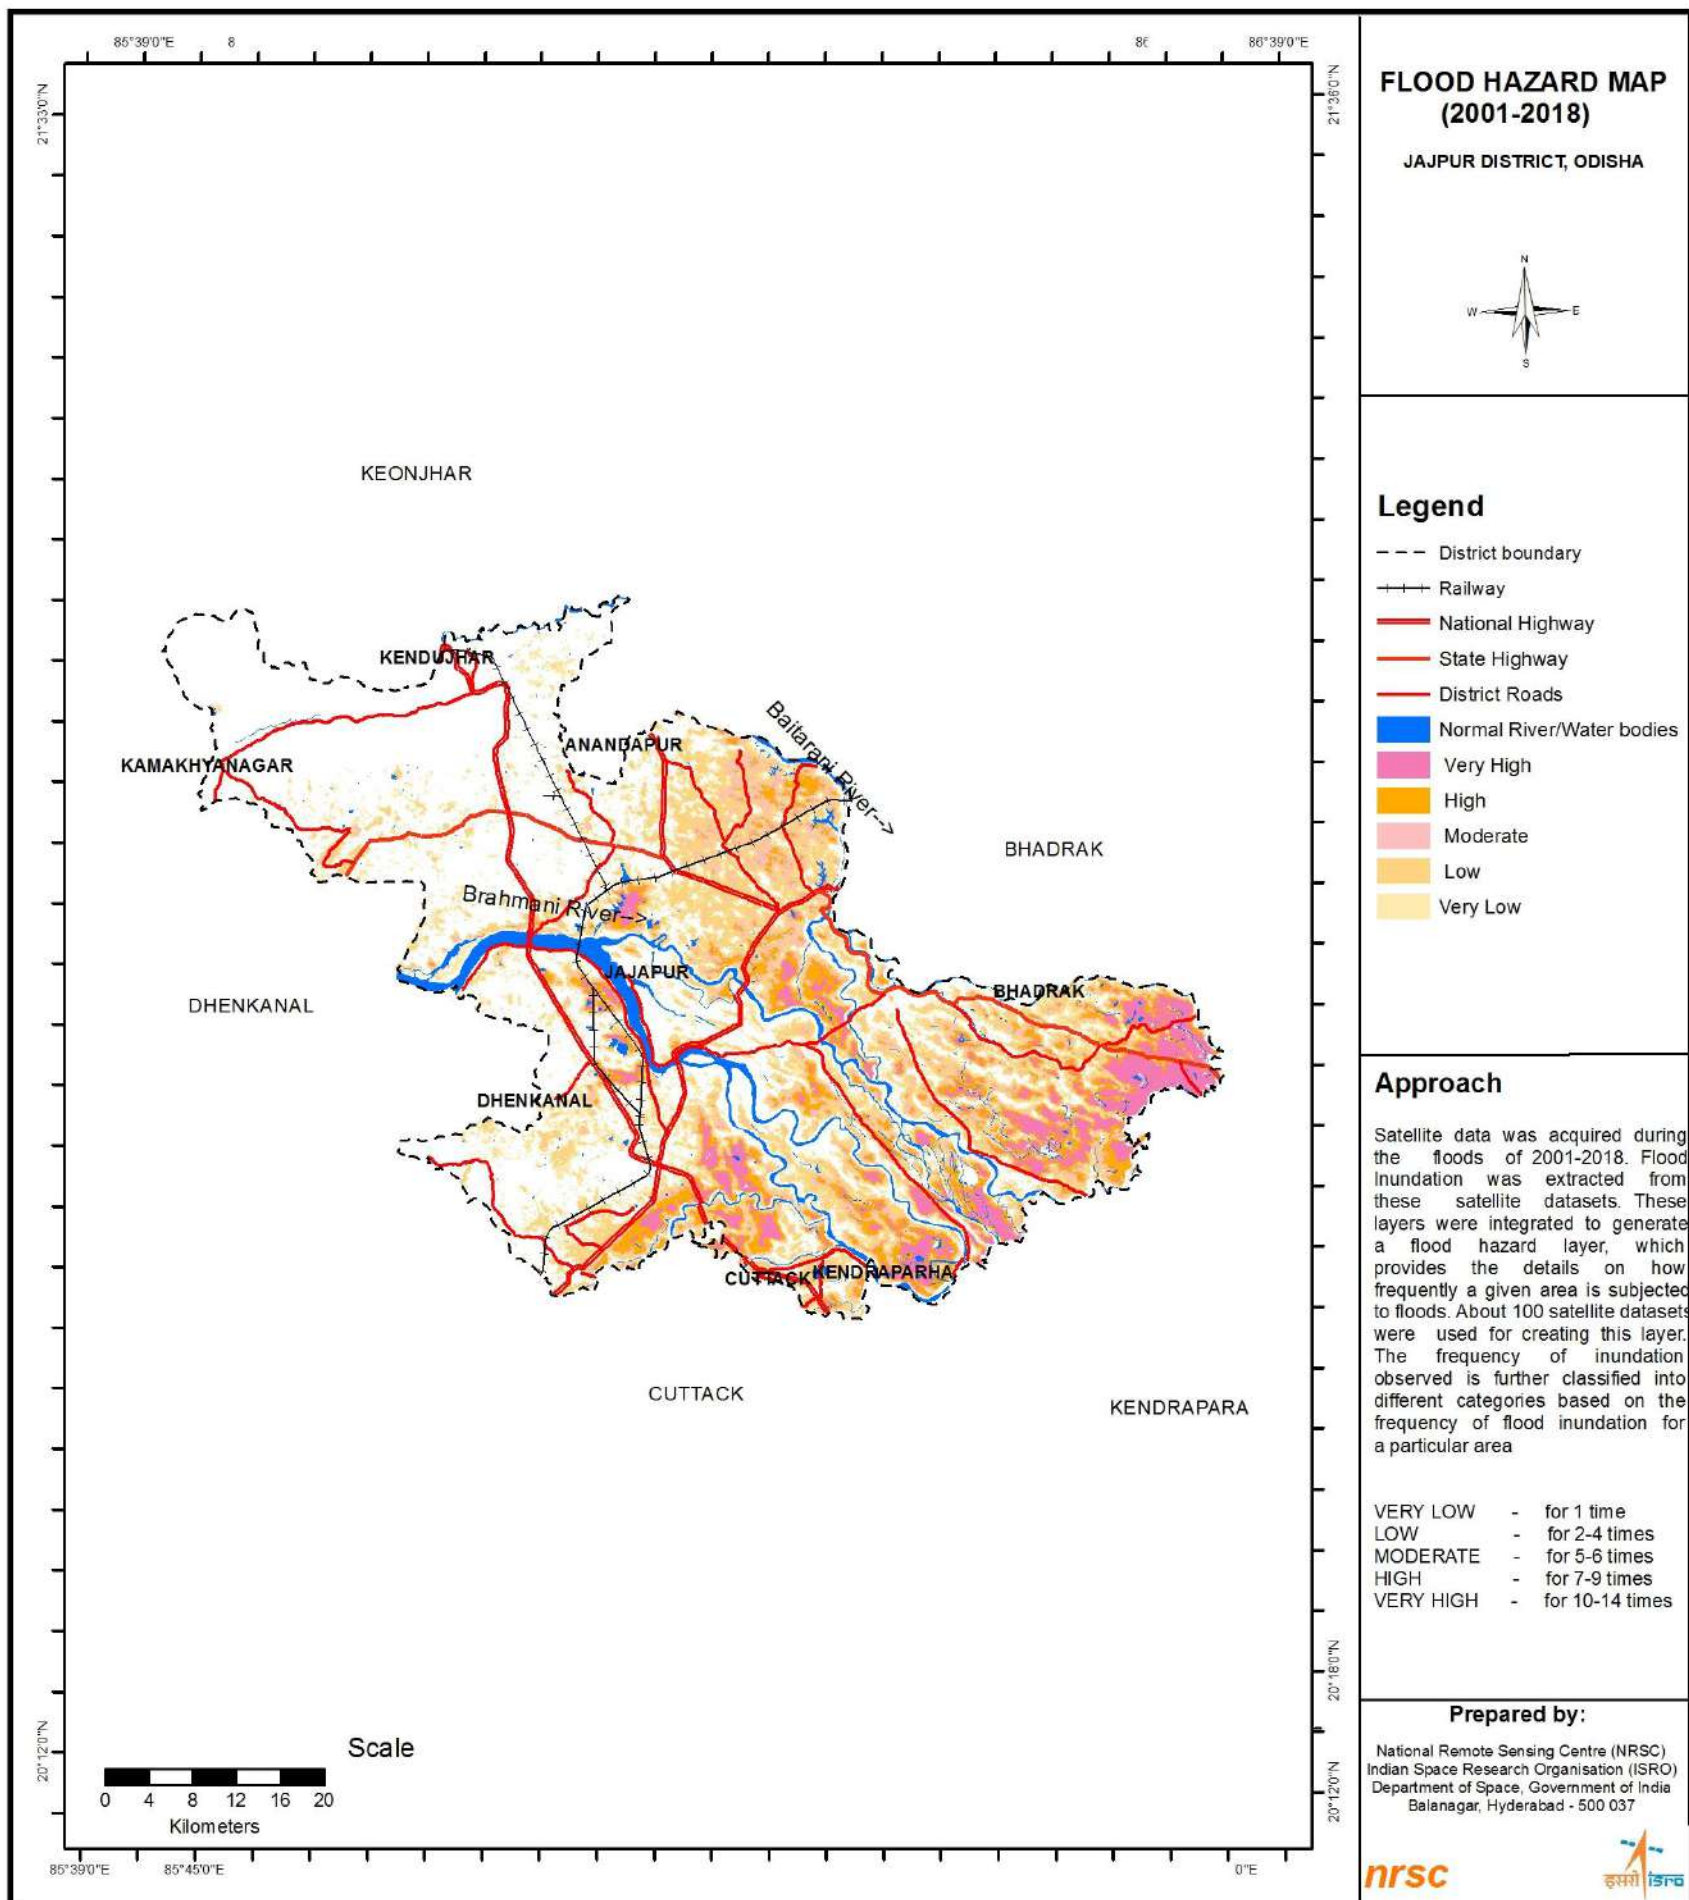 85°39'0"E
8
86
86°39'0"E
21°33'0"N
21°36'0"N
KEONJHAR
KENDUJHAR
ANANDAPUR
Baitarani River-->
KAMAKHYANAGAR
BHADRAK
Brahmani River-->
JAJAPUR
BHADRAK
DHENKANAL
DHENKANAL
CUTTACK
KENDRAPARHA
CUTTACK
KENDRAPARA
20°18'0"N
20°12'0"N
20°12'0"N
Scale
0 4 8 12 16 20
Kilometers
85°39'0"E
85°45'0"E
0"E
FLOOD HAZARD MAP
(2001-2018)
JAJPUR DISTRICT, ODISHA
N
W
E
S
Legend
District boundary
Railway
National Highway
State Highway
District Roads
Normal River/Water bodies
Very High
High
Moderate
Low
Very Low
Approach
Satellite data was acquired during
the floods of 2001-2018. Flood
Inundation was extracted from
these satellite datasets. These
layers were integrated to generate
a flood hazard layer, which
provides the details on how
frequently a given area is subjected
to floods. About 100 satellite datasets
were used for creating this layer.
The frequency of inundation
observed is further classified into
different categories based on the
frequency of flood inundation for
a particular area
VERY LOW - for 1 time
LOW - for 2-4 times
MODERATE - for 5-6 times
HIGH - for 7-9 times
VERY HIGH - for 10-14 times
Prepared by:
National Remote Sensing Centre (NRSC)
Indian Space Research Organisation (ISRO)
Department of Space, Government of India
Balanagar, Hyderabad - 500 037
nrsc
इसरो isro